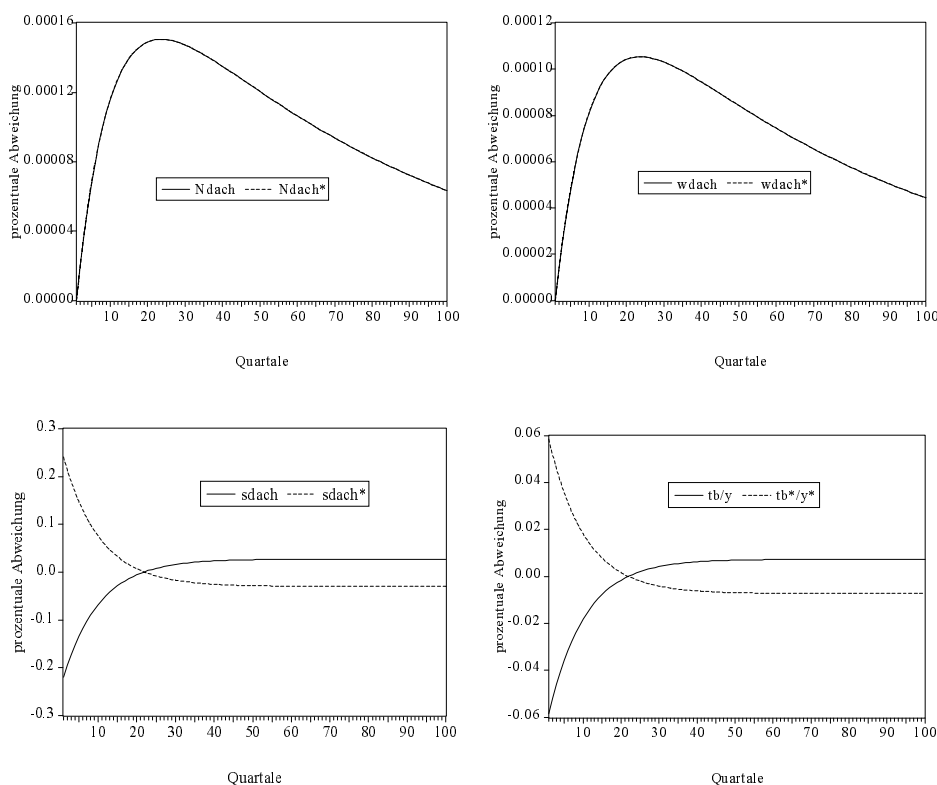 0.00016
0.00012
0.00008
0.00004
0.00000
prozentuale Abweichung
Ndach Ndach*
10 20 30 40 50 60 70 80 90 100
Quartale
0.00012
0.00010
0.00008
0.00006
0.00004
0.00002
0.00000
prozentuale Abweichung
wdach wdach*
10 20 30 40 50 60 70 80 90 100
Quartale
0.3
0.2
0.1
0.0
-0.1
-0.2
-0.3
prozentuale Abweichung
sdach sdach*
10 20 30 40 50 60 70 80 90 100
Quartale
0.06
0.04
0.02
0.00
-0.02
-0.04
-0.06
prozentuale Abweichung
tb/y tb*/y*
10 20 30 40 50 60 70 80 90 100
Quartale